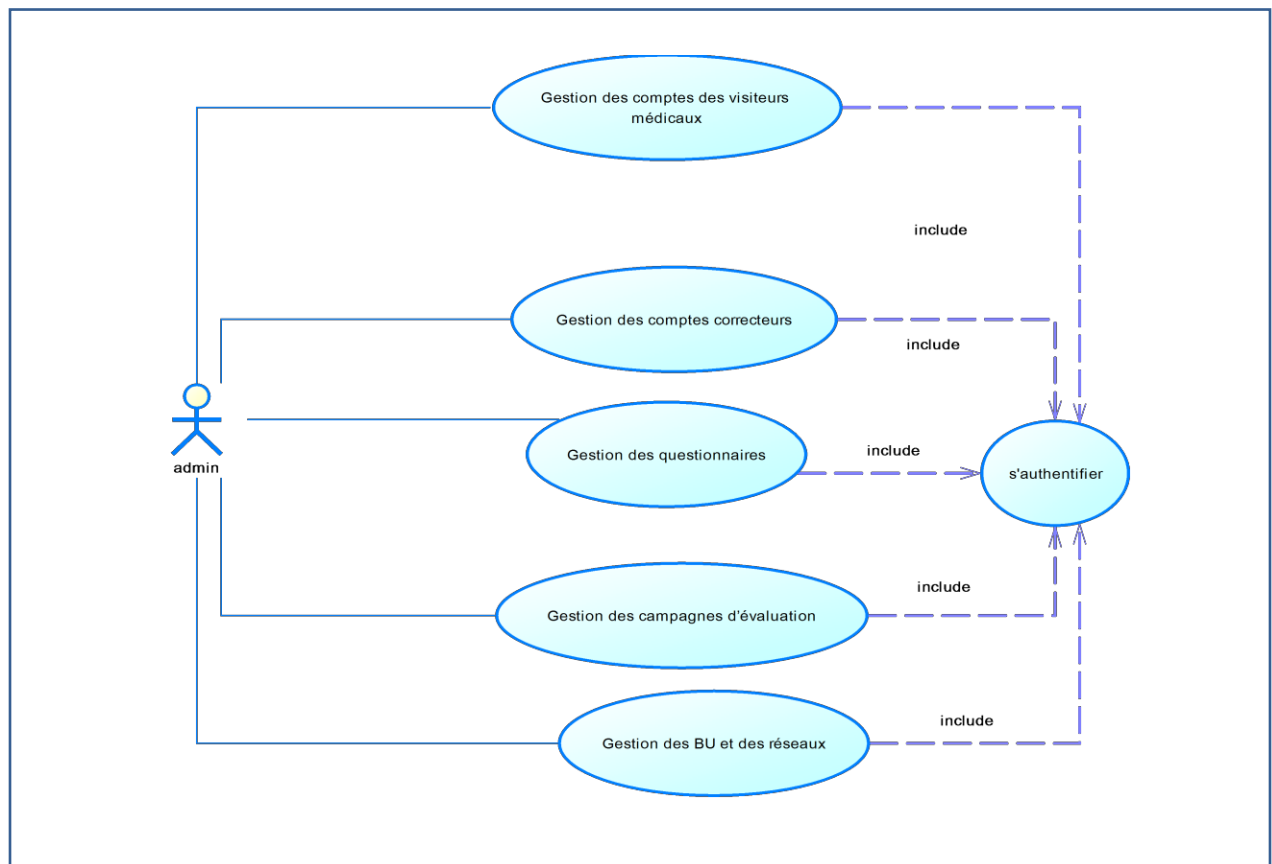 Gestion des comptes des visiteurs
médicaux
include
Gestion des comptes correcteurs
include
admin
Gestion des questionnaires
include
s'authentifier
Gestion des campagnes d'évaluation
include
Gestion des BU et des réseaux
include